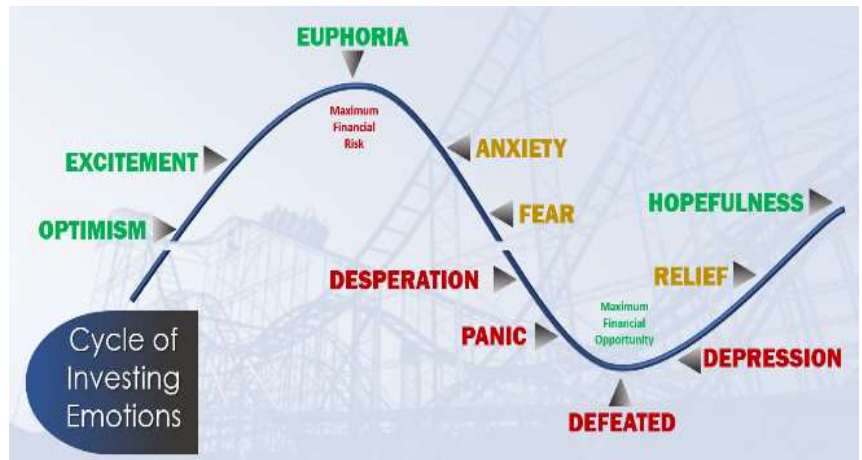 EUPHORIA
Maximum
Financial
Risk
EXCITEMENT
ANXIETY
OPTIMISM
FEAR
HOPEFULNESS
DESPERATION
RELIEF
PANIC
Maximum
Financial
Opportunity
DEPRESSION
DEFEATED
Cycle of
Investing
Emotions